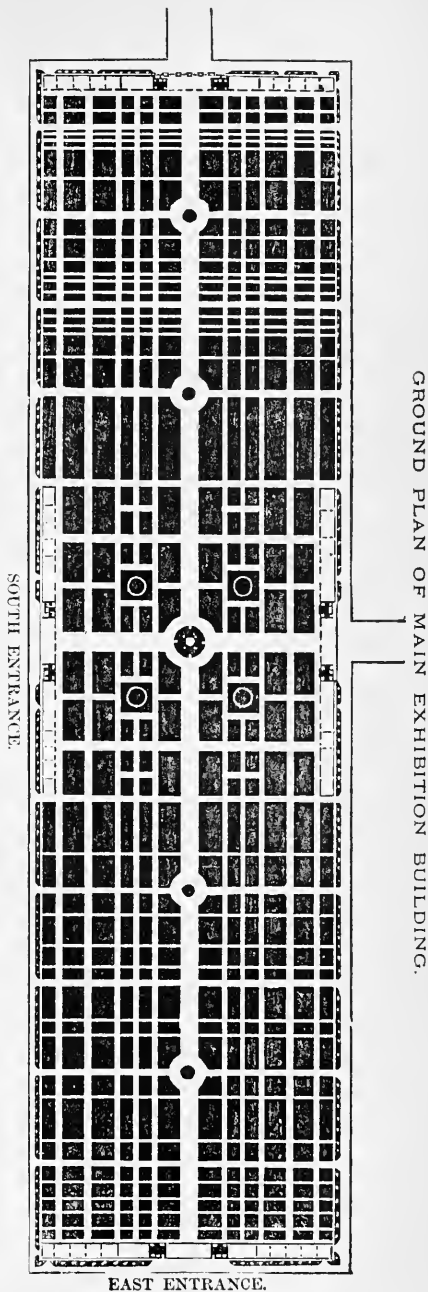 GROUND PLAN OF MAIN EXHIBITION BUILDING.
SOUTH ENTRANCE.
EAST ENTRANCE.